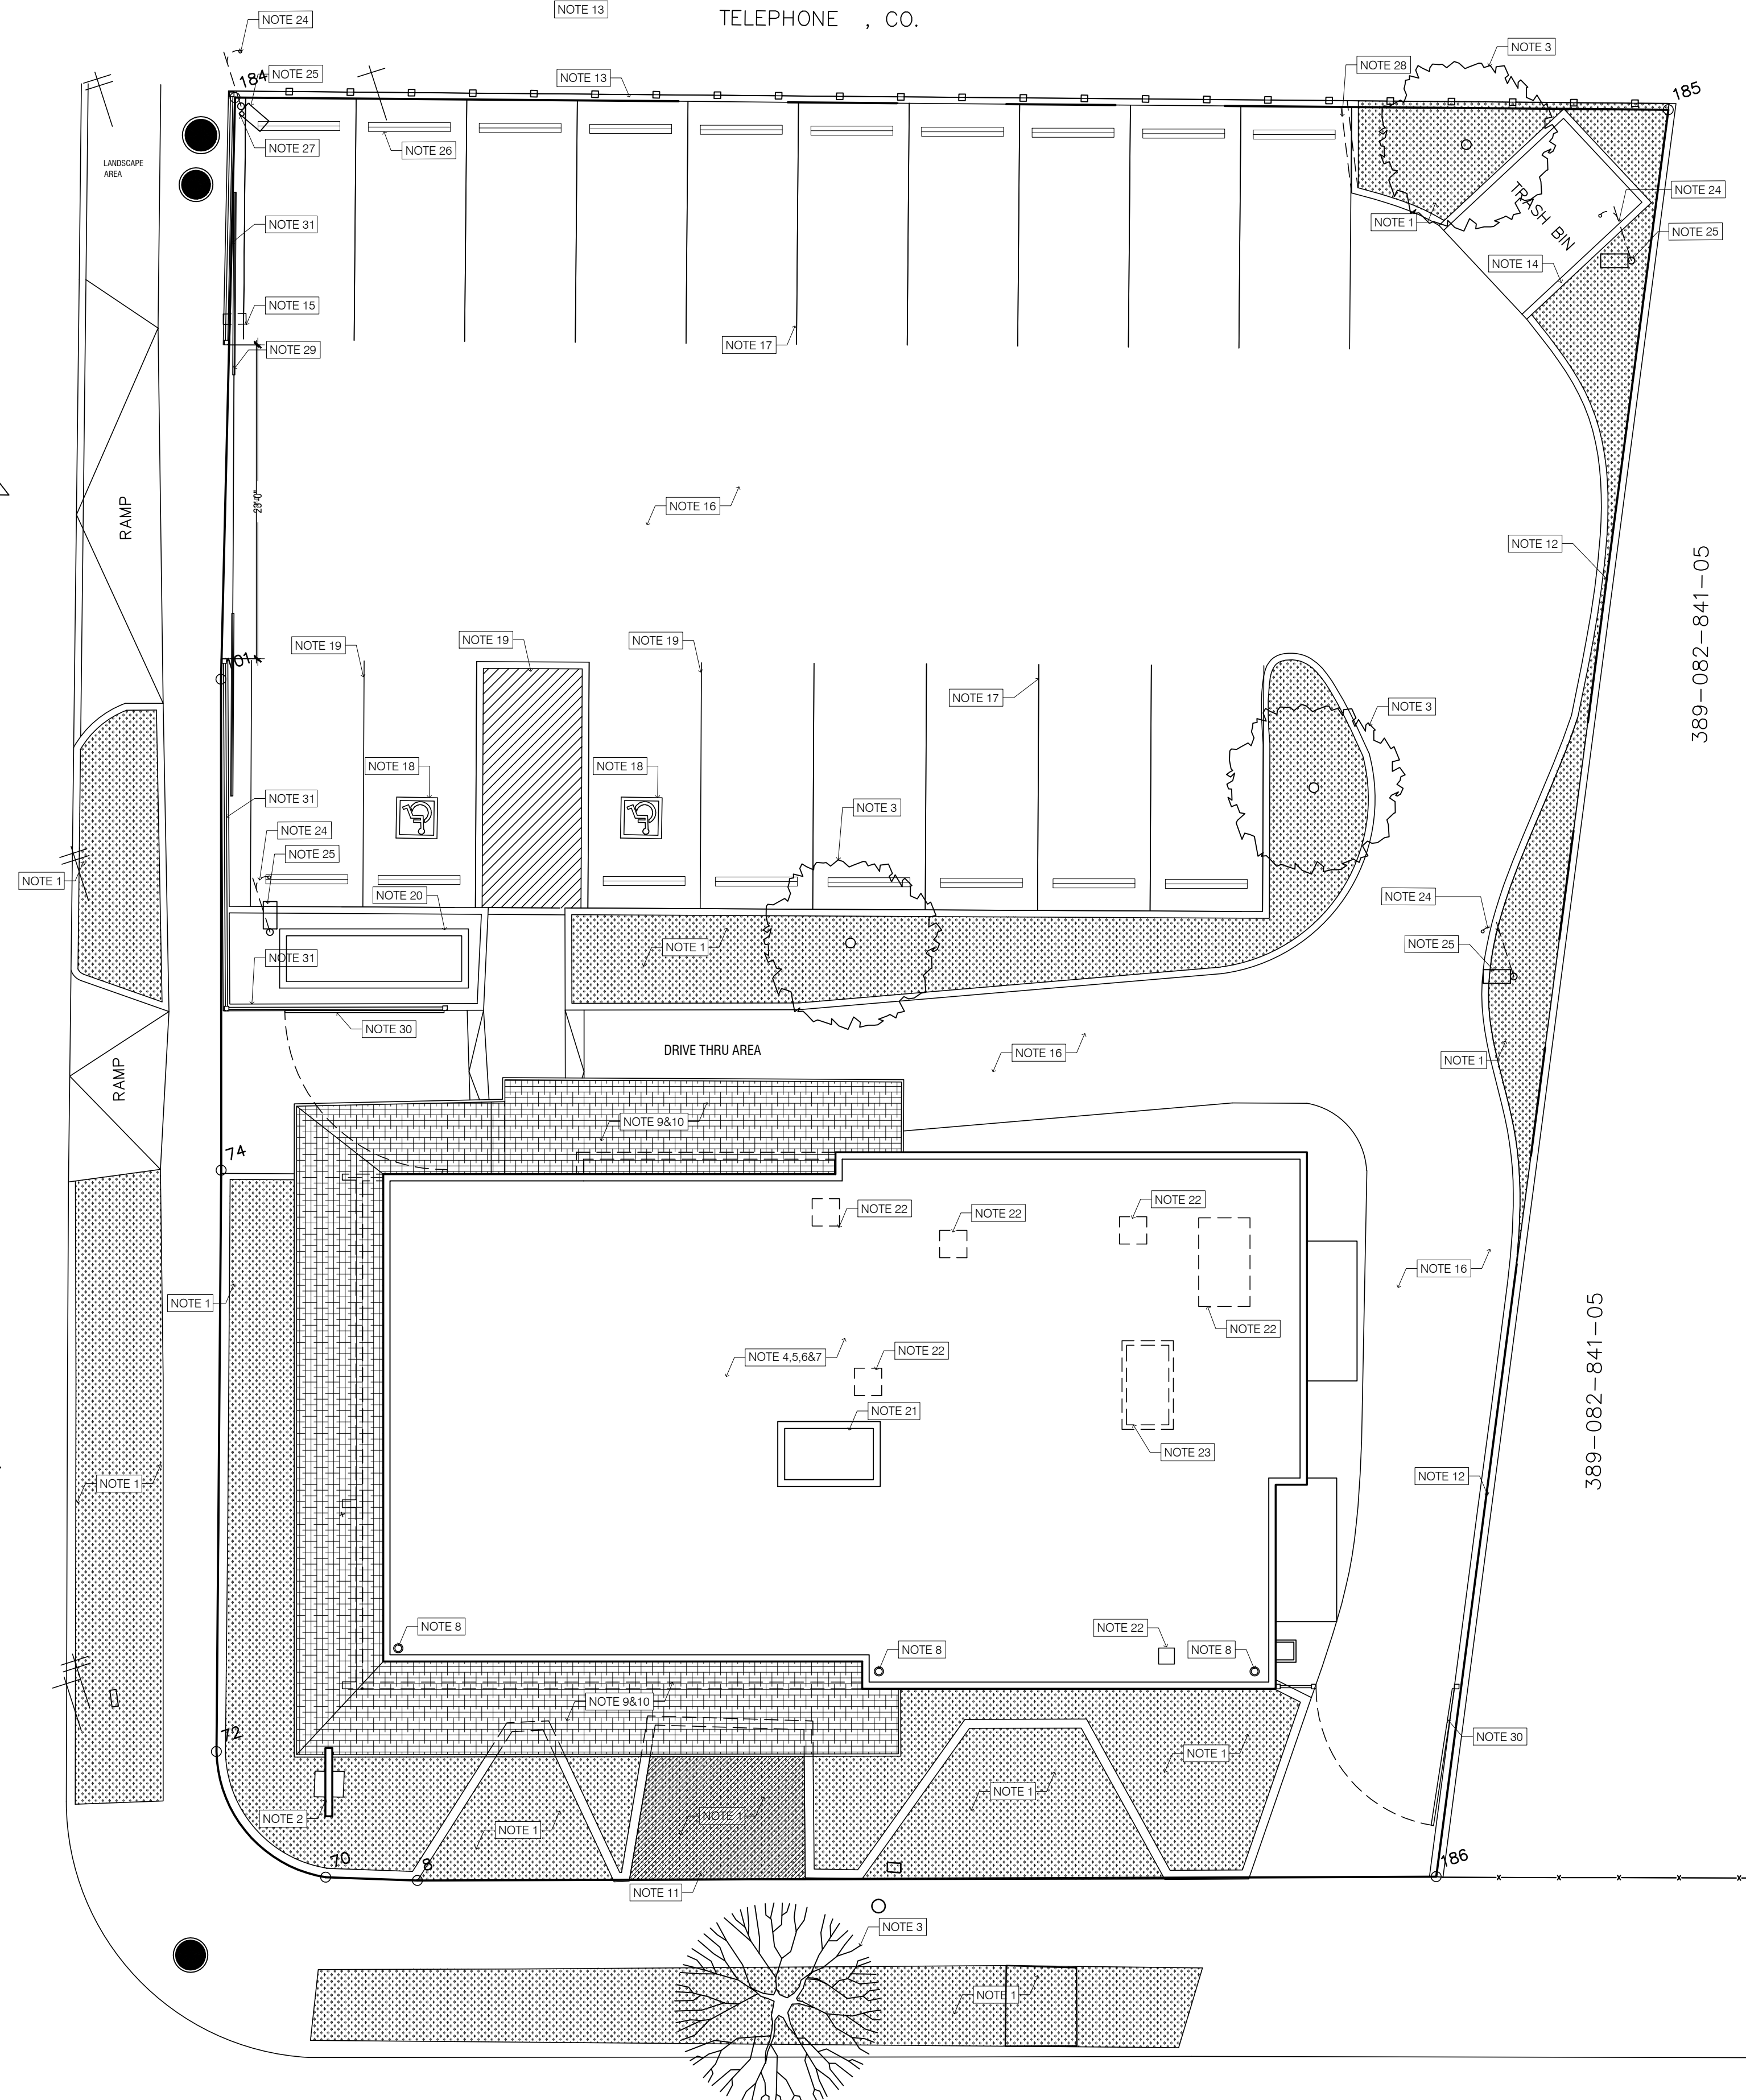 NOTE 13
TELEPHONE , CO.
NOTE 24
NOTE 3
184
NOTE 25
NOTE 13
NOTE 28
185
NOTE 27
NOTE 26
LANDSCAPE
AREA
NOTE 24
TRASH BIN
NOTE 31
NOTE 1
NOTE 25
NOTE 14
NOTE 15
NOTE 29
NOTE 17
RAMP
23'-0"
NOTE 16
NOTE 12
389-082-841-05
NOTE 19
NOTE 19
NOTE 19
101
NOTE 17
NOTE 3
NOTE 18
NOTE 18
NOTE 31
NOTE 3
NOTE 24
NOTE 25
NOTE 1
NOTE 20
NOTE 24
NOTE 31
NOTE 1
NOTE 25
NOTE 30
DRIVE THRU AREA
NOTE 16
NOTE 1
RAMP
NOTE 9&10
74
NOTE 22
NOTE 22
NOTE 22
NOTE 16
NOTE 1
NOTE 22
NOTE 4,5,6&7
NOTE 22
389-082-841-05
NOTE 21
NOTE 23
NOTE 1
NOTE 12
NOTE 8
NOTE 22
NOTE 8
NOTE 8
NOTE 9&10
72
NOTE 30
NOTE 1
NOTE 1
NOTE 2
NOTE 1
NOTE 1
70
8
186
NOTE 11
NOTE 3
NOTE 1